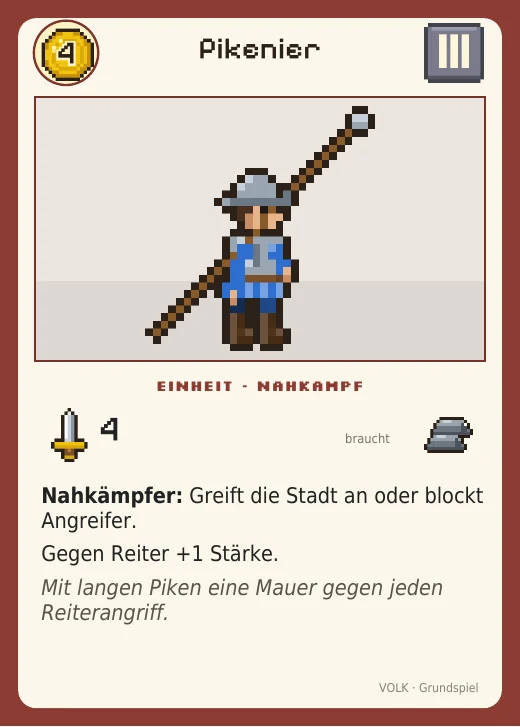 4
Pikenier
III
EINHEIT - NAHKAMPF
4
braucht
Nahkämpfer: Greift die Stadt an oder blockt
Angreifer.
Gegen Reiter +1 Stärke.
Mit langen Piken eine Mauer gegen jeden
Reiterangriff.
VOLK · Grundspiel